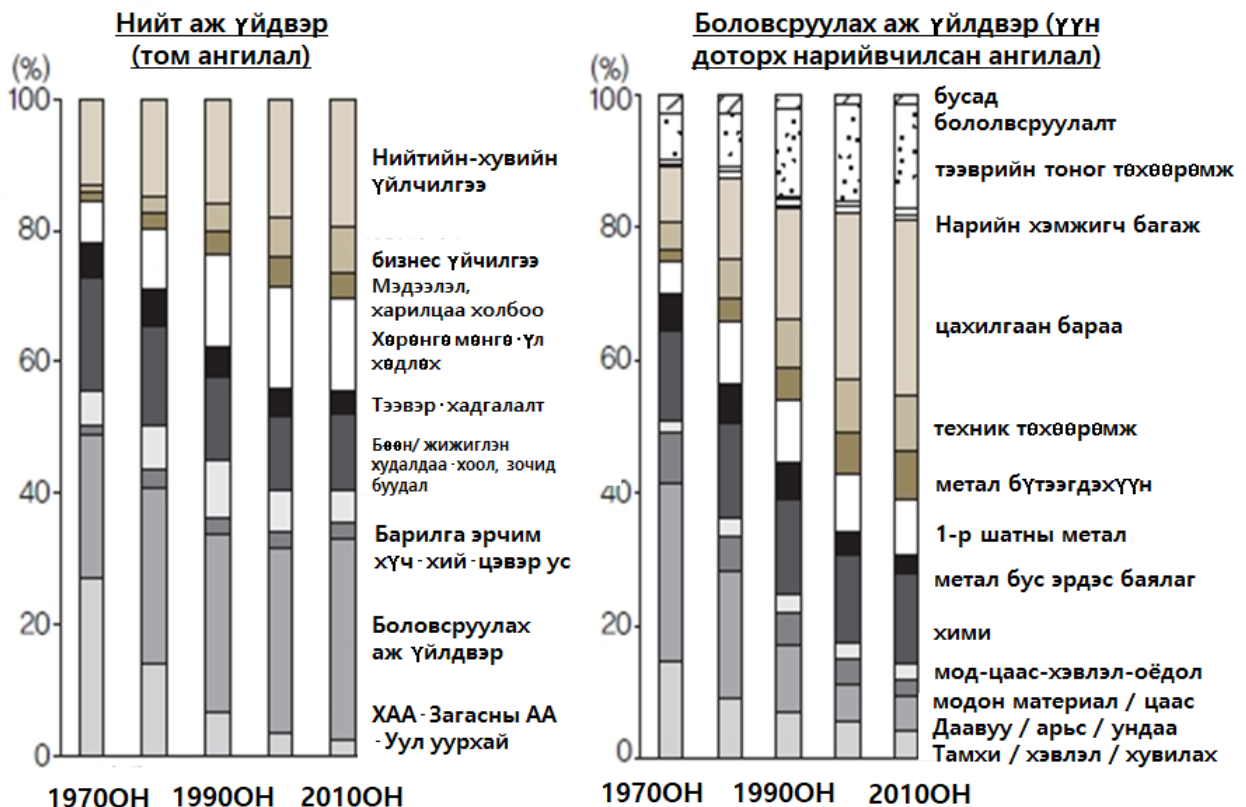 Нийт аж үйдвэр
(том ангилал)
(%)
100
80
60
40
20
0
Нийтийн-хувийн
үйлчилгээ
бизнес үйчилгээ
Мэдээлэл,
харилцаа холбоо
Хөрөнгө мөнгө·үл
хөдлөх
Тээвэр·хадгалалт
Бөөн/ жижиглэн
худалдаа·хоол, зочид
буудал
Барилга эрчим
хүч·хий-цэвэр ус
Боловсруулах
аж үйлдвэр
ХАА·Загасны АА
·Уул уурхай
1970ОН 1990ОН 2010ОН
Боловсруулах аж үйлдвэр (үүн
доторх нарийвчилсан ангилал)
(%)
100
80
60
40
20
0
бусад
бололвсруулалт
тээврийн тоног төхөөрөмж
Нарийн хэмжигч багаж
цахилгаан бараа
техник төхөөрөмж
метал бүтээгдэхүүн
1-р шатны метал
метал бус эрдэс баялаг
хими
мод-цаас-хэвлэл-оёдол
модон материал / цаас
Даавуу / арьс / ундаа
Тамхи / хэвлэл / хувилах
1970ОН 1990ОН 2010ОН